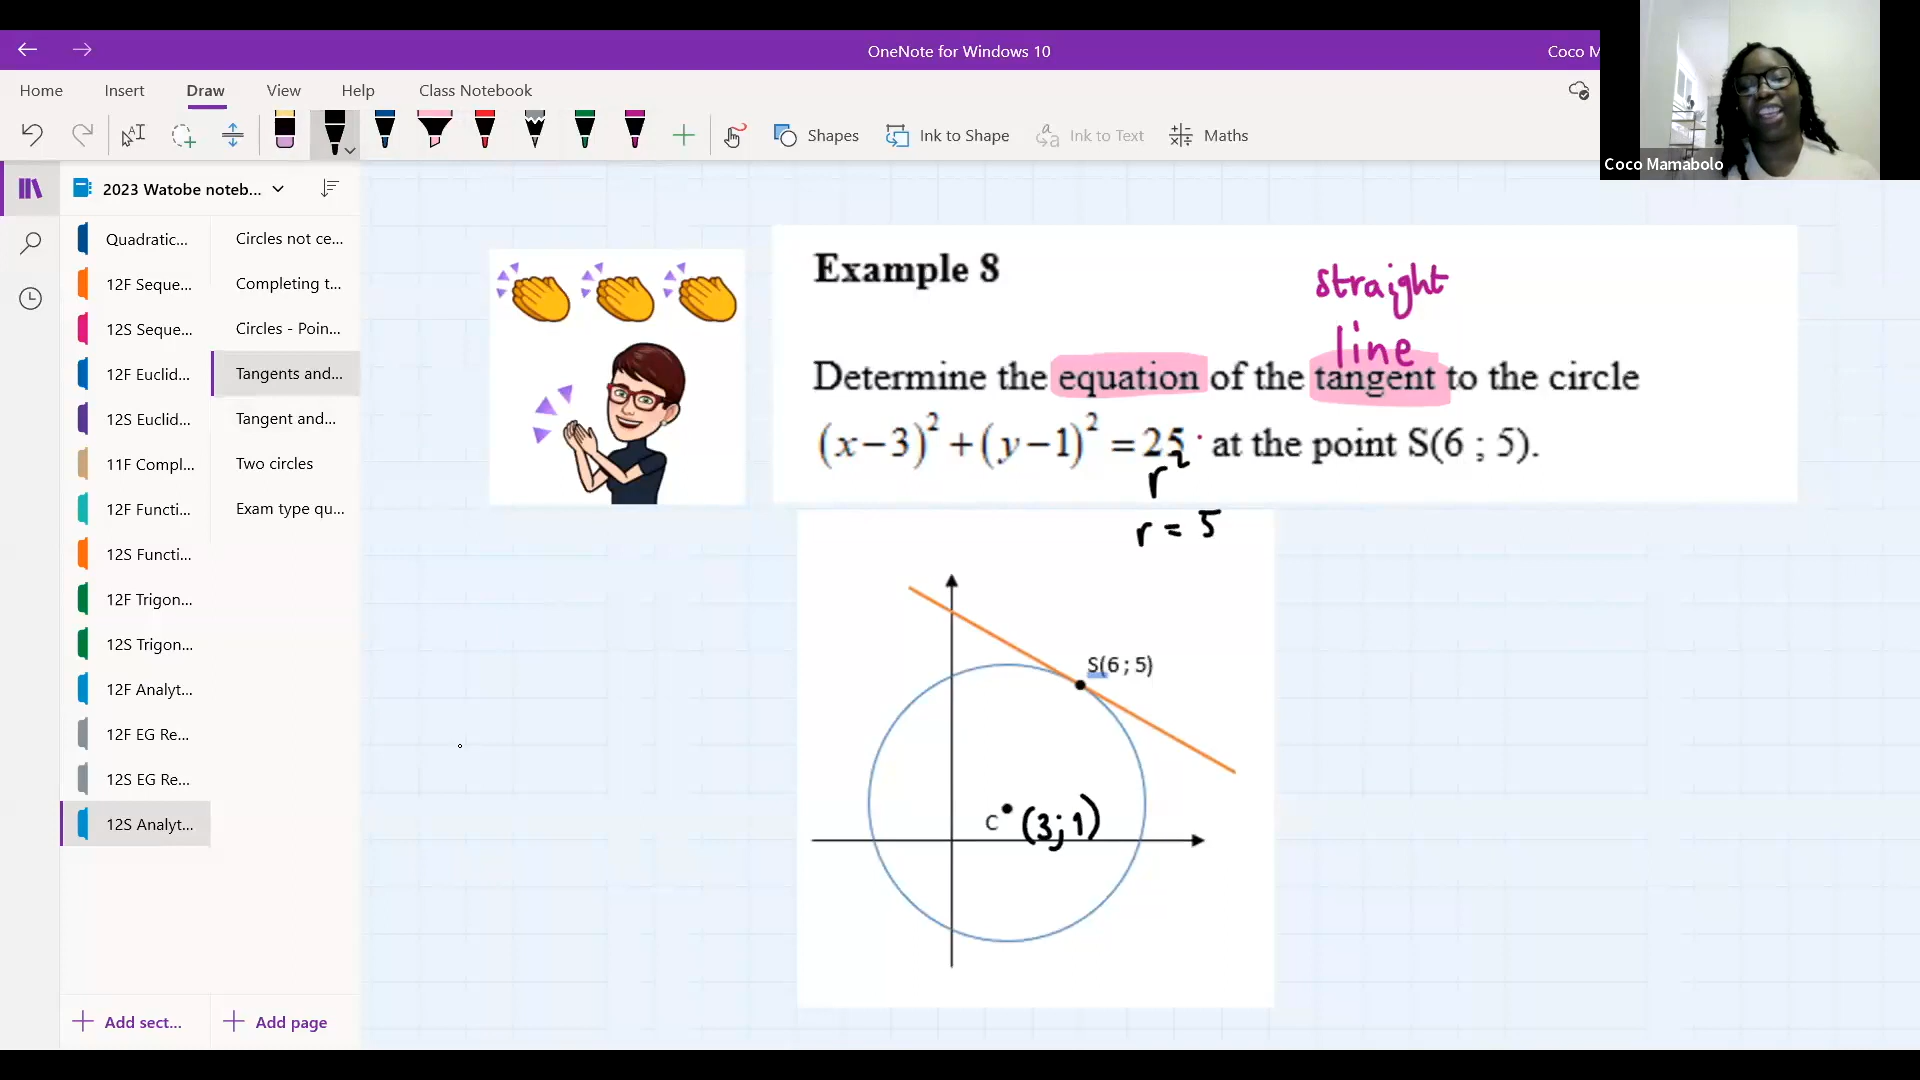 OneNote for Windows 10
Coco M
Home Insert Draw View Help Class Notebook
Shapes Ink to Shape Ink to Text Maths
Coco Mamabolo
2023 Watobe noteb...
Quadratic...
12F Seque...
12S Seque...
12F Euclid...
12S Euclid...
11F Compl...
12F Functi...
12S Functi...
12F Trigon...
12S Trigon...
12F Analyt...
12F EG Re...
12S EG Re...
12S Analyt...
Add sect...
Circles not ce...
Completing t...
Circles - Poin...
Tangents and...
Tangent and...
Two circles
Exam type qu...
Add page
Example 8
straight
line
Determine the equation of the tangent to the circle
(x−3)² + (y−1)² = 25 at the point S(6 ; 5).
r²
r = 5
S(6 ; 5)
C (3;1)